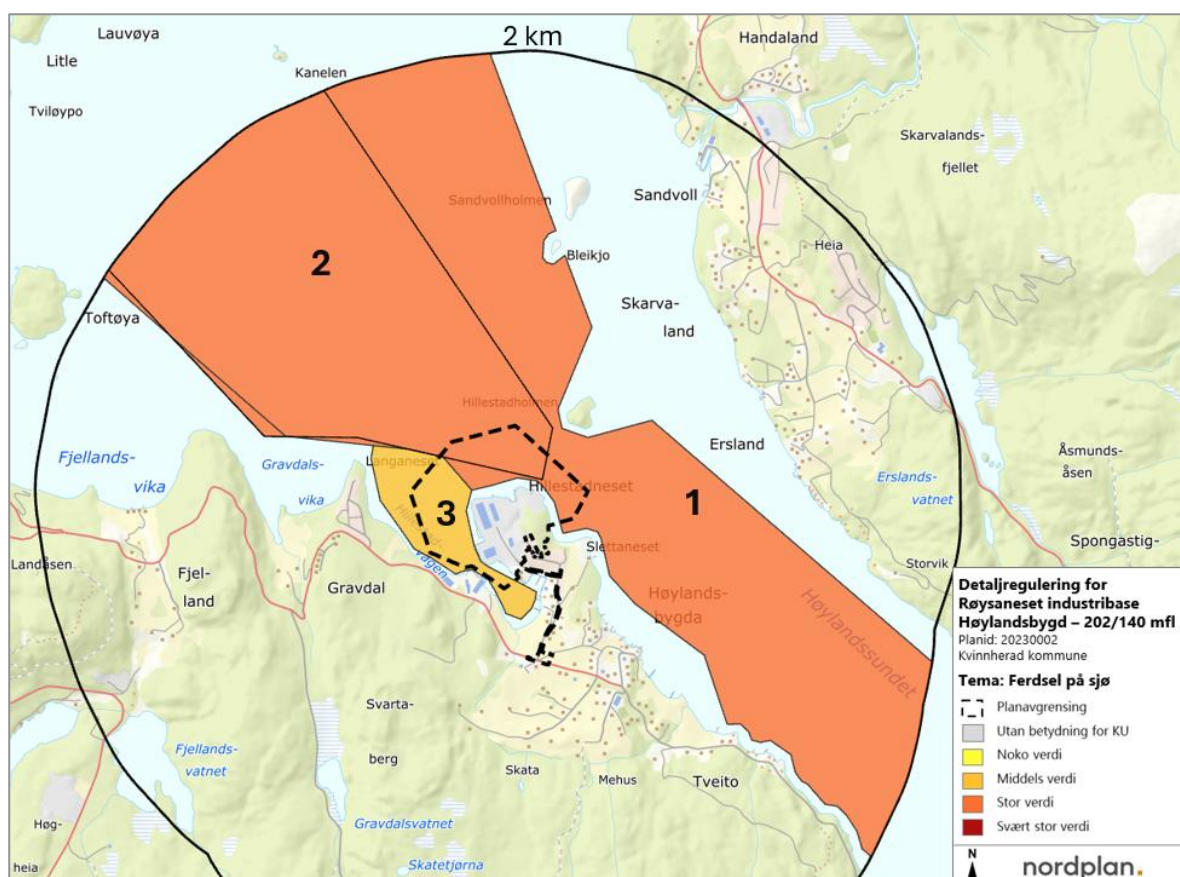 2 km
Lauvøya
Litle
Kanelen
Tviløypo
Handaland
Skarvalands-
fjellet
Sandvollholmen
Sandvoll
Bleikjo
Heia
2
Skarva-
land
Toftøya
Hillestadholmen
Ersland
Fjellands-
vika
Gravdals-
vika
Langaneset
Hillestadneset
1
3
Erslands-
vatnet
Åsmunds-
åsen
vågen
Slettaneset
Spongastig-
Landåsen
Fjel-
land
Gravdal
Høylands-
bygda
Høylandssundet
Storvik
Svarta-
berg
Fjellands-
vatnet
Skata
Mehus
Tveito
Gravdalsvatnet
Skatetjørna
Høg-
heia
Detaljregulering for
Røysaneset industribase
Høylandsbygd – 202/140 mfl
Planid: 20230002
Kvinnherad kommune
Tema: Ferdsel på sjø
Planavgrensing
Utan betydning for KU
Noko verdi
Middels verdi
Stor verdi
Svært stor verdi
N
nordplan.